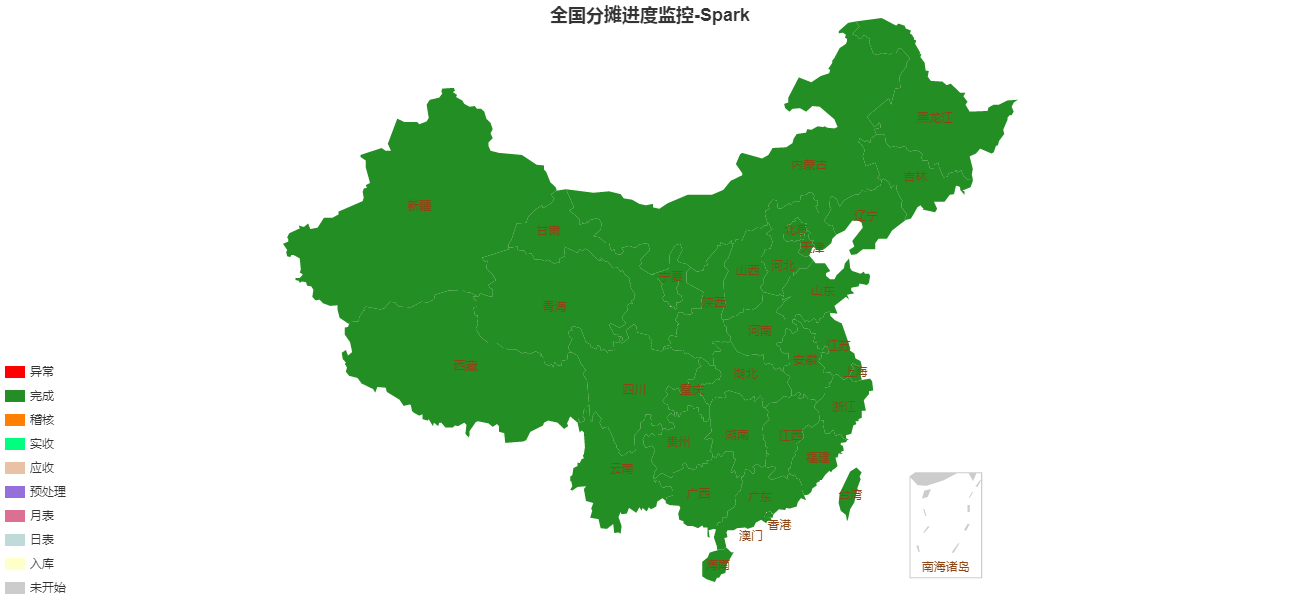 全国分摊进度监控-Spark
黑龙江
内蒙古
吉林
新疆
辽宁
甘肃
北京
天津
河北
山西
宁夏
山东
陕西
青海
河南
江苏
安徽
西藏
上海
湖北
四川
重庆
浙江
湖南
江西
贵州
福建
云南
广西
台湾
广东
香港
澳门
海南
南海诸岛
异常
完成
稽核
实收
应收
预处理
月表
日表
入库
未开始